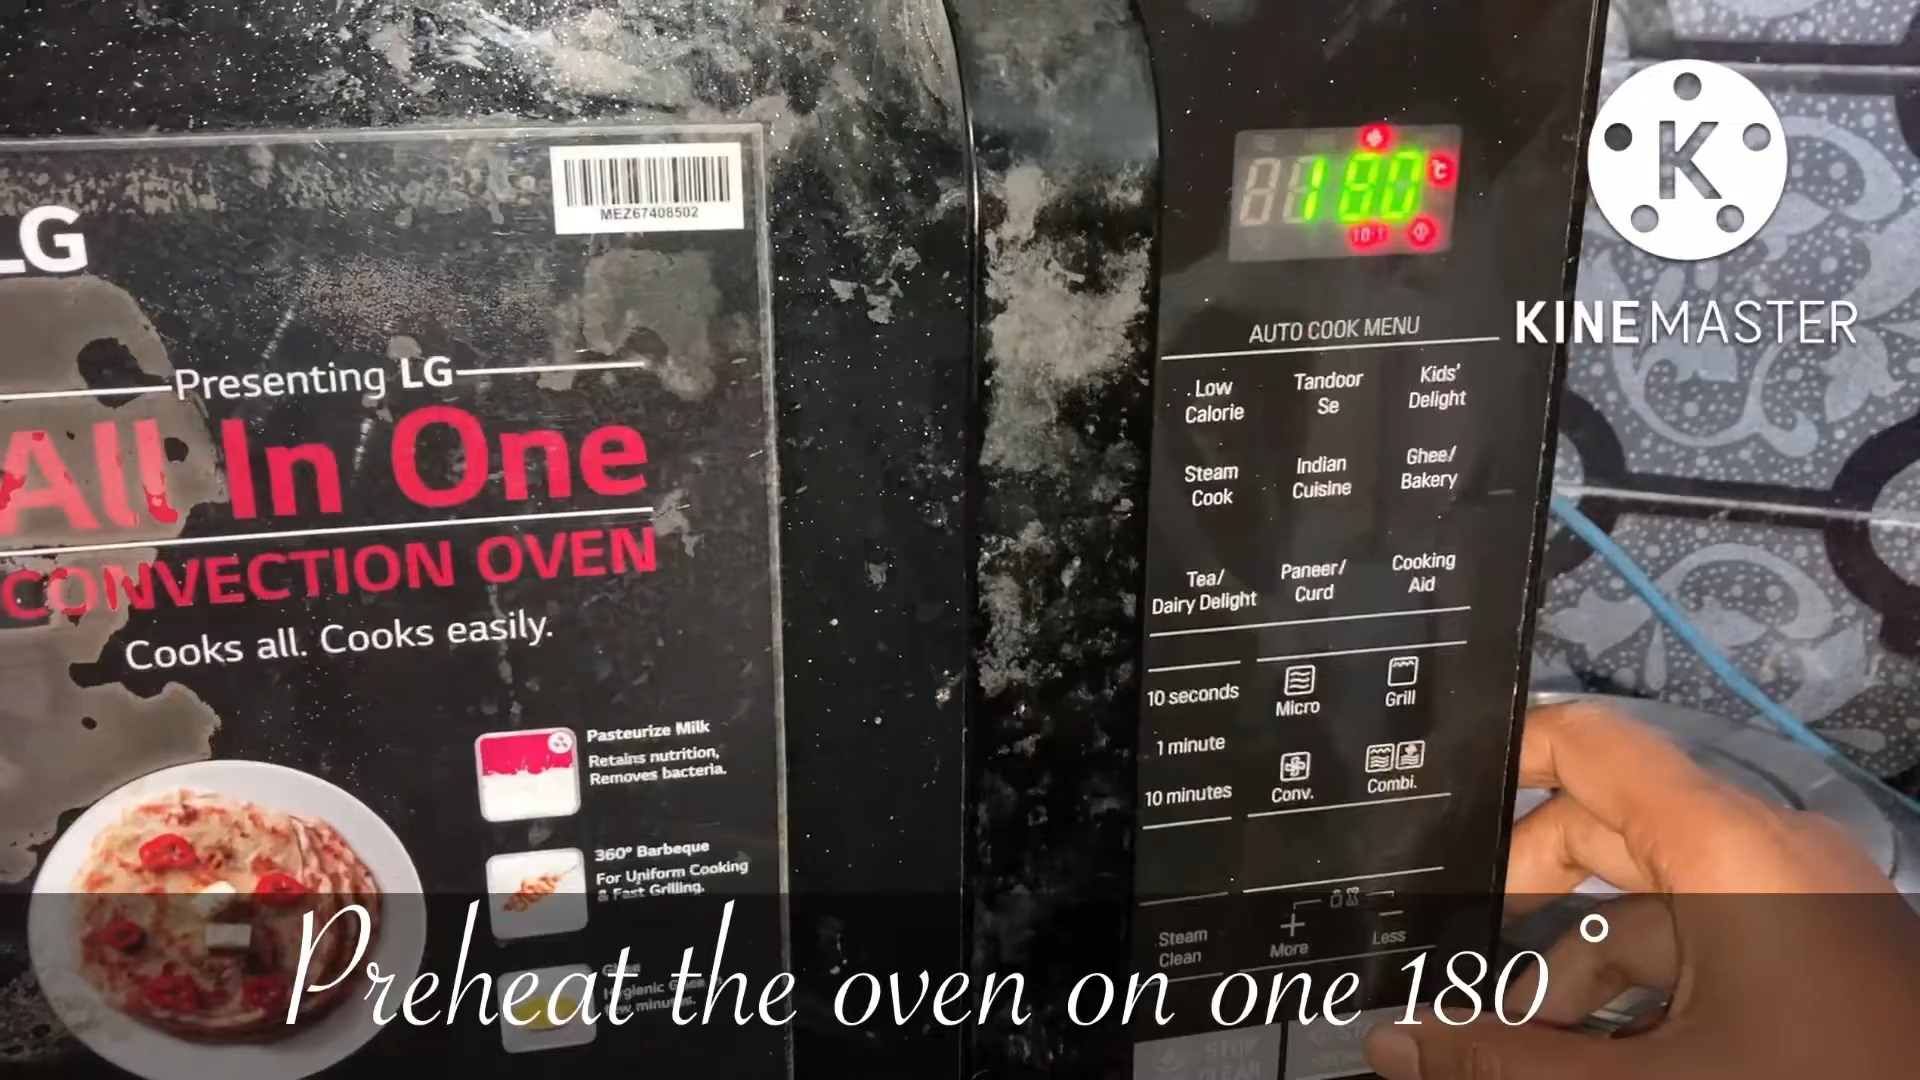 MEZ67408502
LG
Presenting LG
All In One
CONVECTION OVEN
Cooks all. Cooks easily.
Pasteurize Milk
Retains nutrition,
Removes bacteria.
360° Barbeque
For Uniform Cooking
& Fast Grilling.
180
°C
AUTO COOK MENU
Low
Calorie
Tandoor
Se
Kids'
Delight
Steam
Cook
Indian
Cuisine
Ghee/
Bakery
Tea/
Dairy Delight
Paneer/
Curd
Cooking
Aid
10 seconds
Micro
Grill
1 minute
10 minutes
Conv.
Combi.
Steam
Clean
More
Less
KINEMASTER
Preheat the oven on one 180°